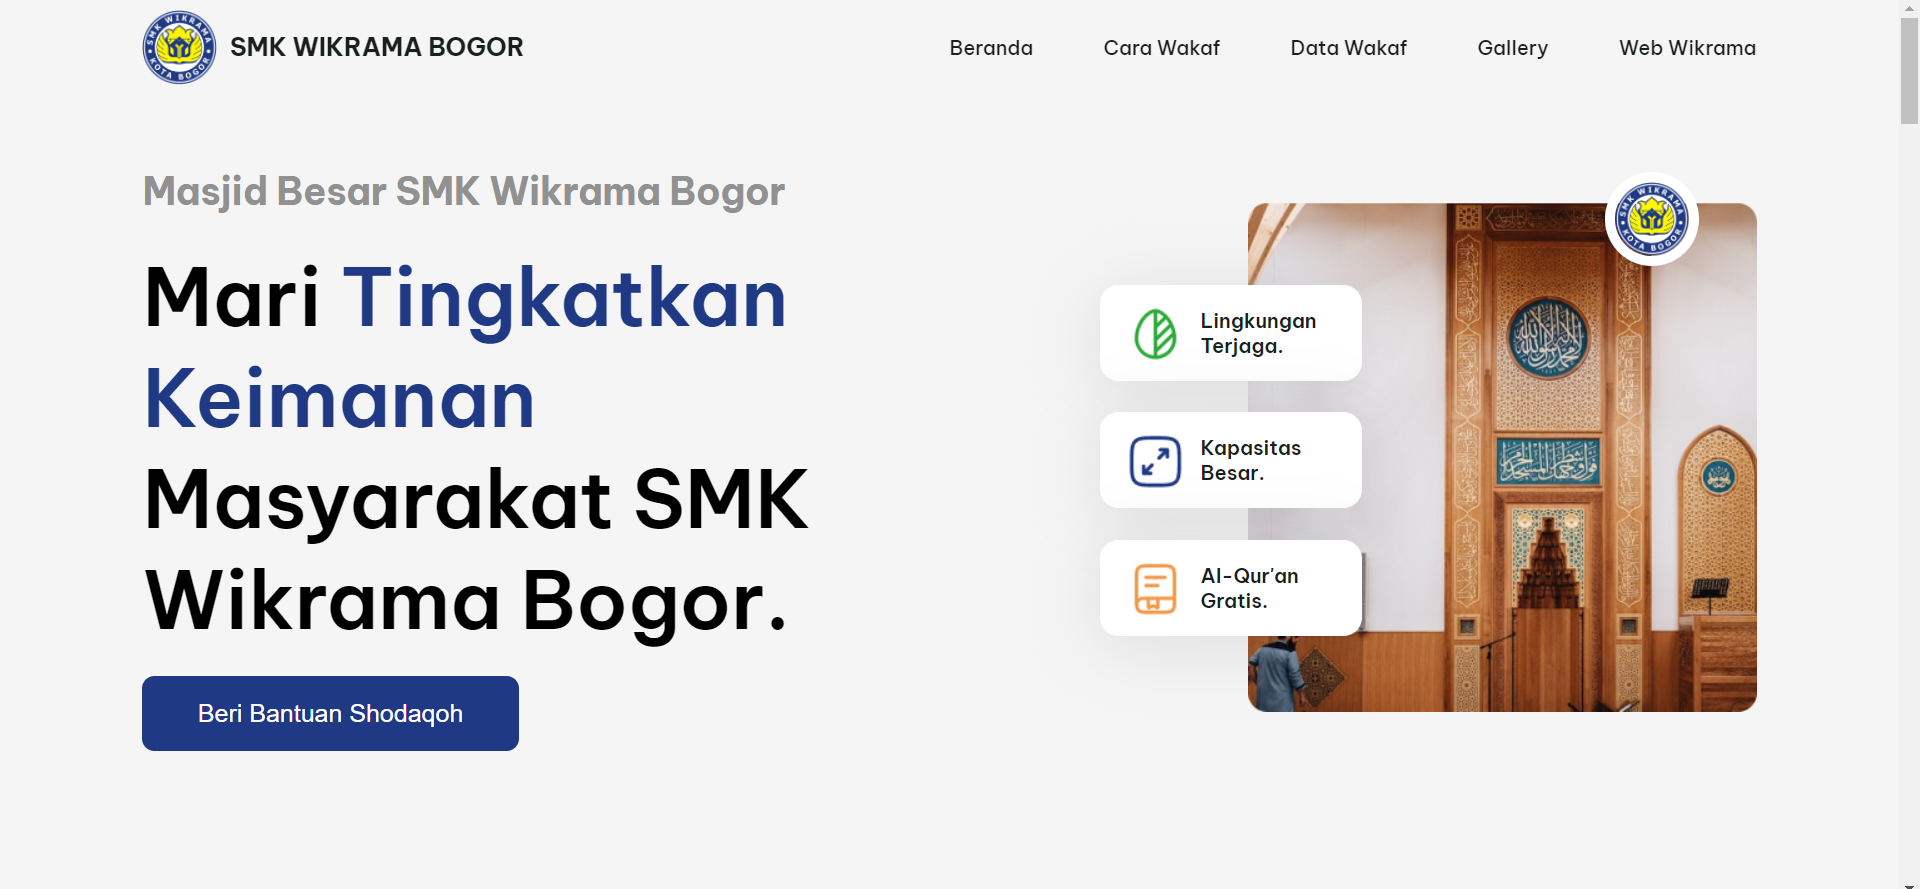 SMK WIKRAMA
KOTA BOGOR
SMK WIKRAMA BOGOR
Beranda
Cara Wakaf
Data Wakaf
Gallery
Web Wikrama
Masjid Besar SMK Wikrama Bogor
Mari Tingkatkan
Keimanan
Masyarakat SMK
Wikrama Bogor.
Beri Bantuan Shodaqoh
SMK WIKRAMA
KOTA BOGOR
Lingkungan
Terjaga.
Kapasitas
Besar.
Al-Qur'an
Gratis.